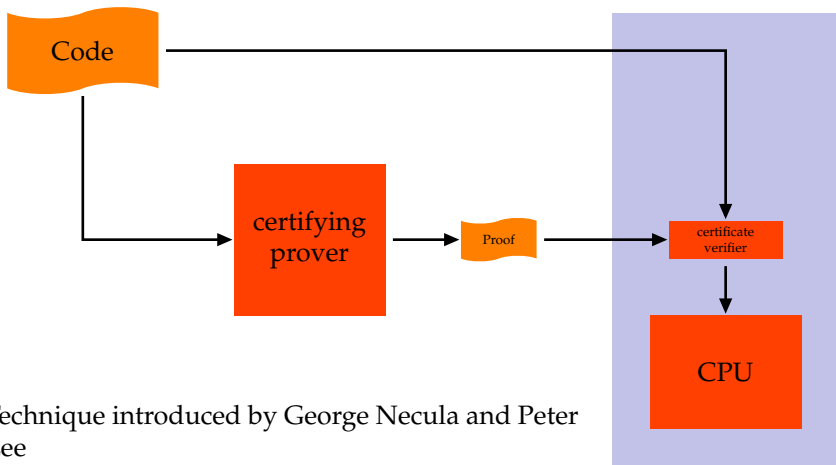 Code
certifying
prover
Proof
certificate
verifier
CPU
echnique introduced by George Necula and Peter
ee